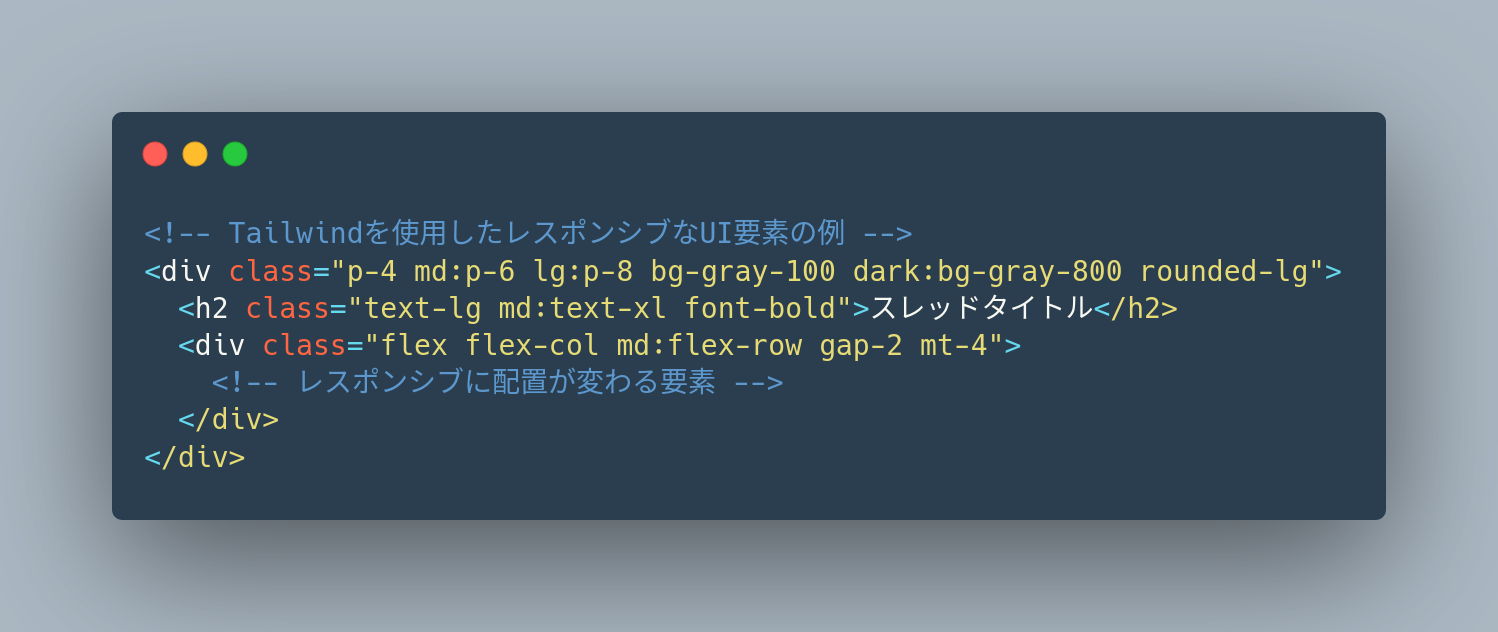 <!-- Tailwindを使用したレスポンシブなUI要素の例 -->
<div class="p-4 md:p-6 lg:p-8 bg-gray-100 dark:bg-gray-800 rounded-lg">
  <h2 class="text-lg md:text-xl font-bold">スレッドタイトル</h2>
  <div class="flex flex-col md:flex-row gap-2 mt-4">
    <!-- レスポンシブに配置が変わる要素 -->
  </div>
</div>